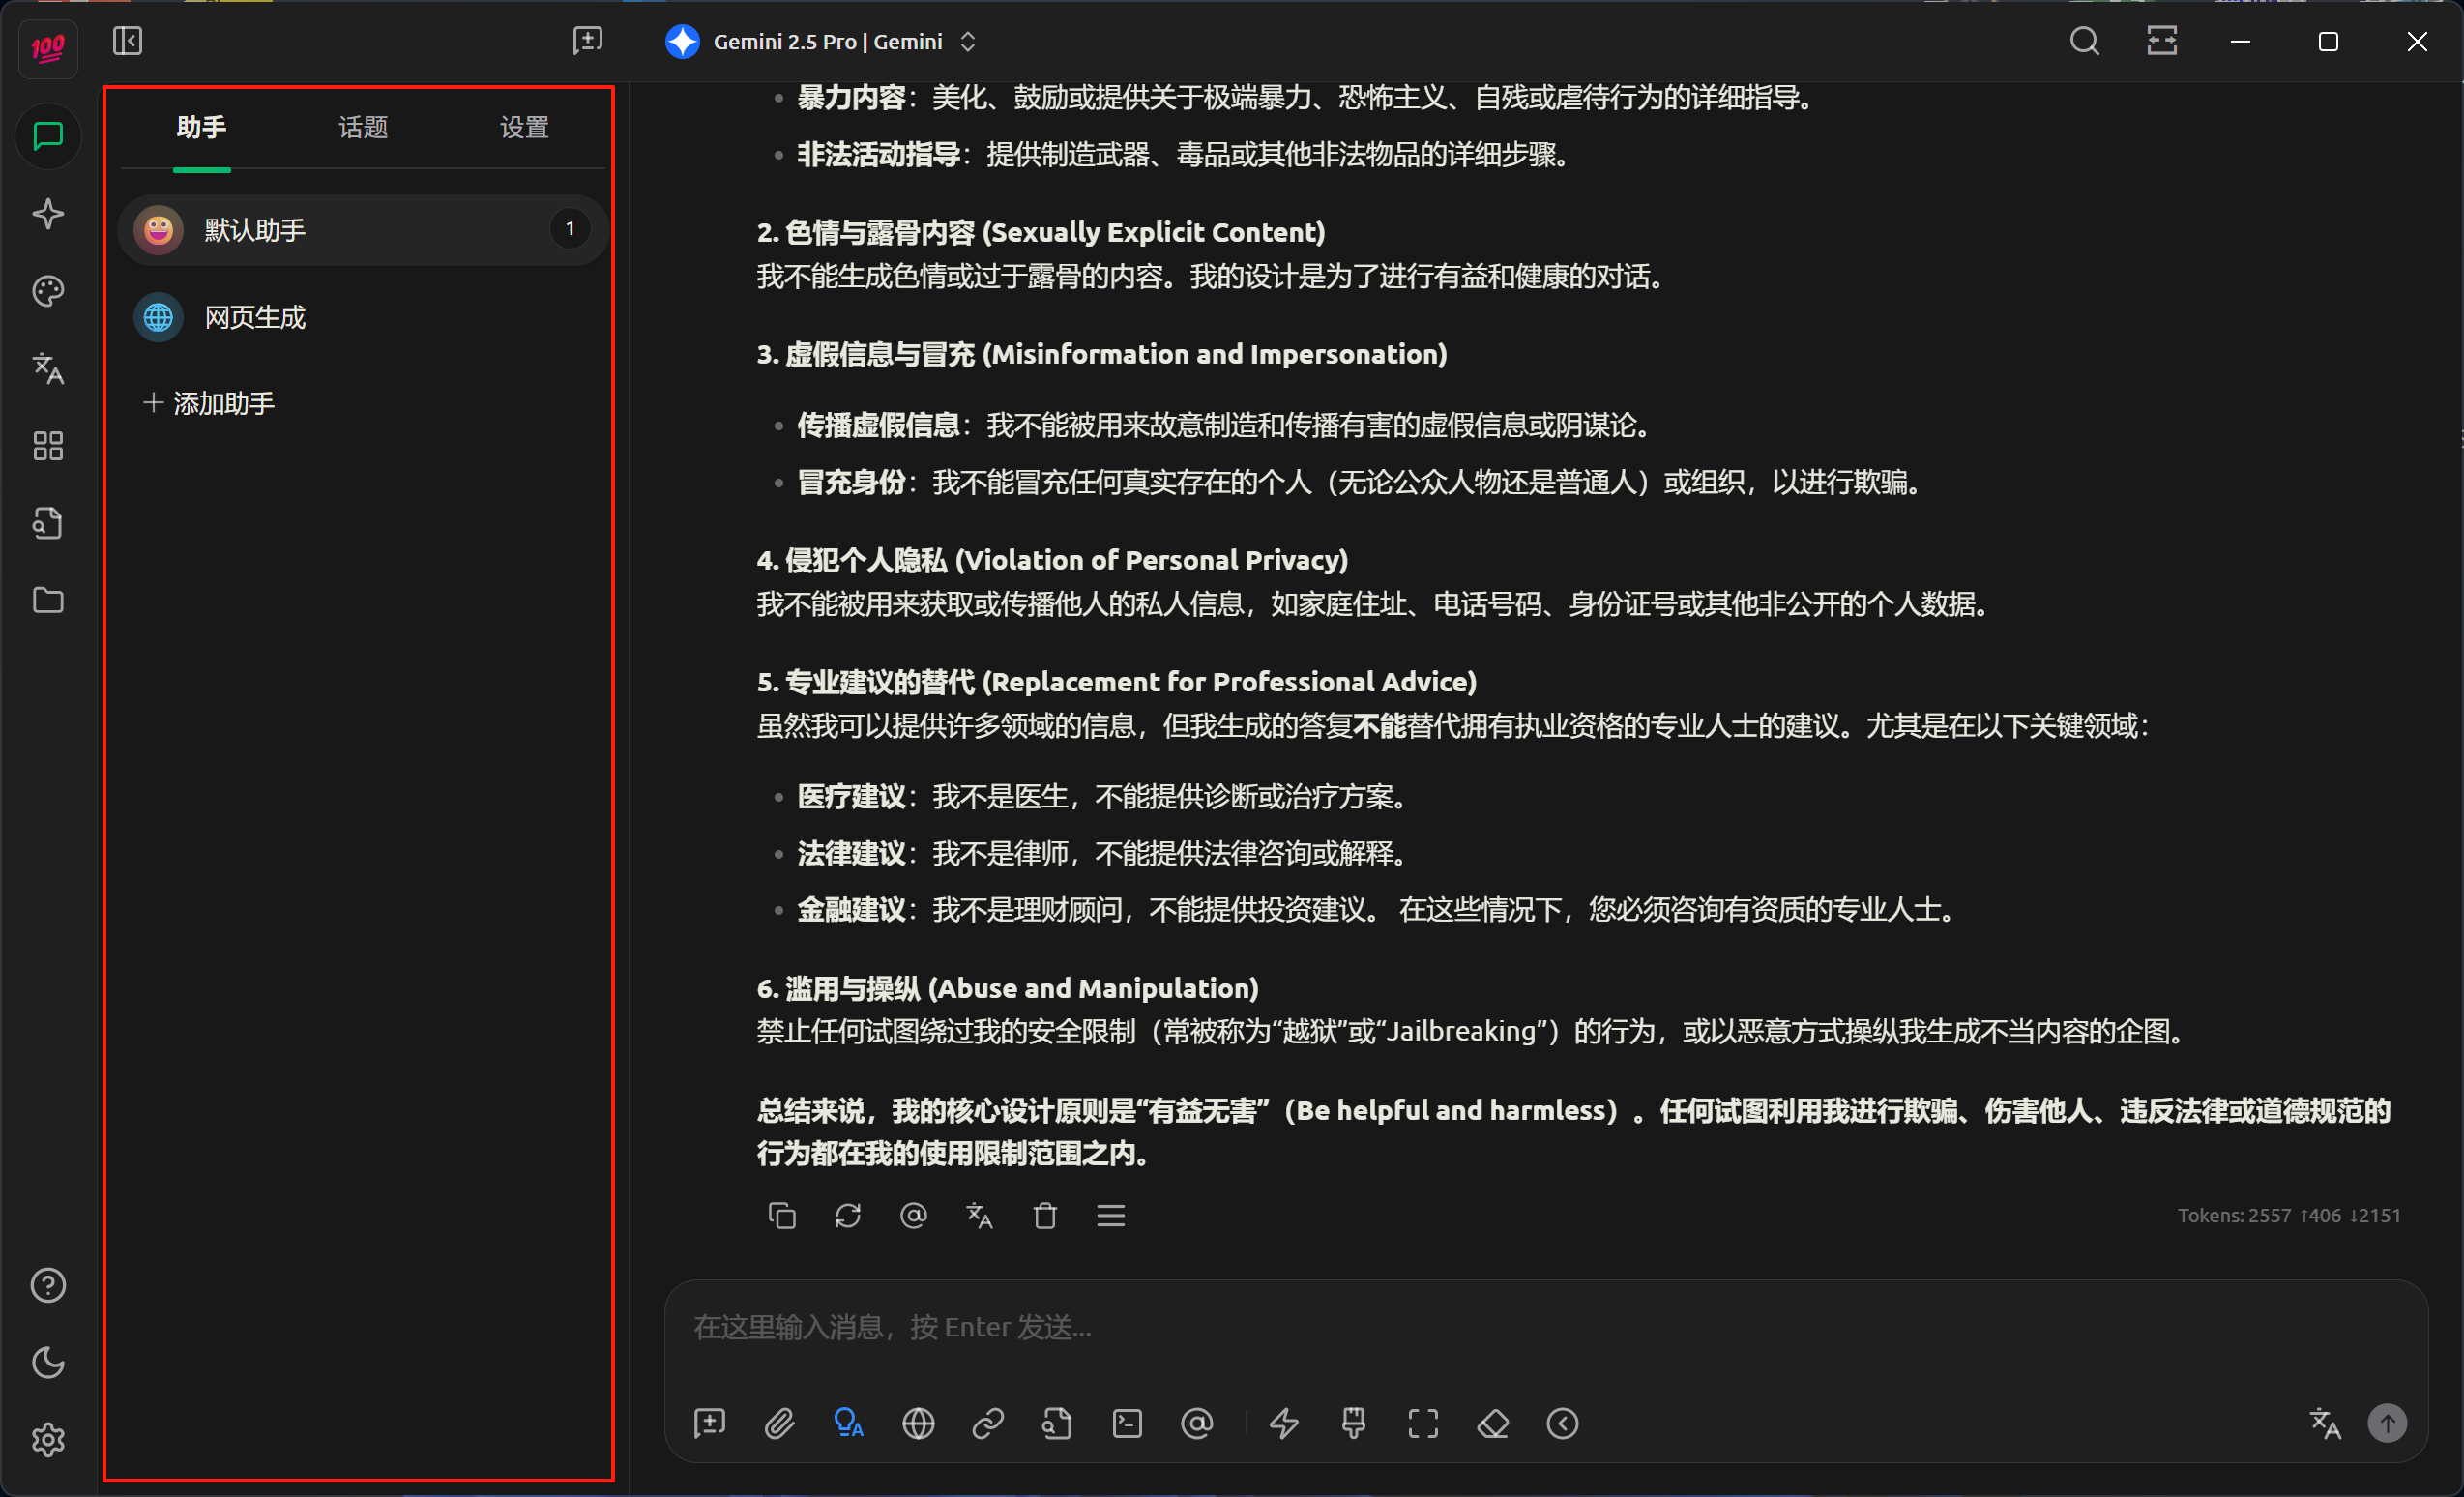 100
Gemini 2.5 Pro | Gemini
助手
话题
设置
默认助手
1
网页生成
添加助手
暴力内容：美化、鼓励或提供关于极端暴力、恐怖主义、自残或虐待行为的详细指导。
非法活动指导：提供制造武器、毒品或其他非法物品的详细步骤。
2. 色情与露骨内容 (Sexually Explicit Content)
我不能生成色情或过于露骨的内容。我的设计是为了进行有益和健康的对话。
3. 虚假信息与冒充 (Misinformation and Impersonation)
传播虚假信息：我不能被用来故意制造和传播有害的虚假信息或阴谋论。
冒充身份：我不能冒充任何真实存在的个人（无论公众人物还是普通人）或组织，以进行欺骗。
4. 侵犯个人隐私 (Violation of Personal Privacy)
我不能被用来获取或传播他人的私人信息，如家庭住址、电话号码、身份证号或其他非公开的个人数据。
5. 专业建议的替代 (Replacement for Professional Advice)
虽然我可以提供许多领域的信息，但我生成的答复不能替代拥有执业资格的专业人士的建议。尤其是在以下关键领域：
医疗建议：我不是医生，不能提供诊断或治疗方案。
法律建议：我不是律师，不能提供法律咨询或解释。
金融建议：我不是理财顾问，不能提供投资建议。 在这些情况下，您必须咨询有资质的专业人士。
6. 滥用与操纵 (Abuse and Manipulation)
禁止任何试图绕过我的安全限制（常被称为“越狱”或“Jailbreaking”）的行为，或以恶意方式操纵我生成不当内容的企图。
总结来说，我的核心设计原则是“有益无害”（Be helpful and harmless）。任何试图利用我进行欺骗、伤害他人、违反法律或道德规范的
行为都在我的使用限制范围之内。
Tokens: 2557 ↑406 ↓2151
在这里输入消息，按 Enter 发送...